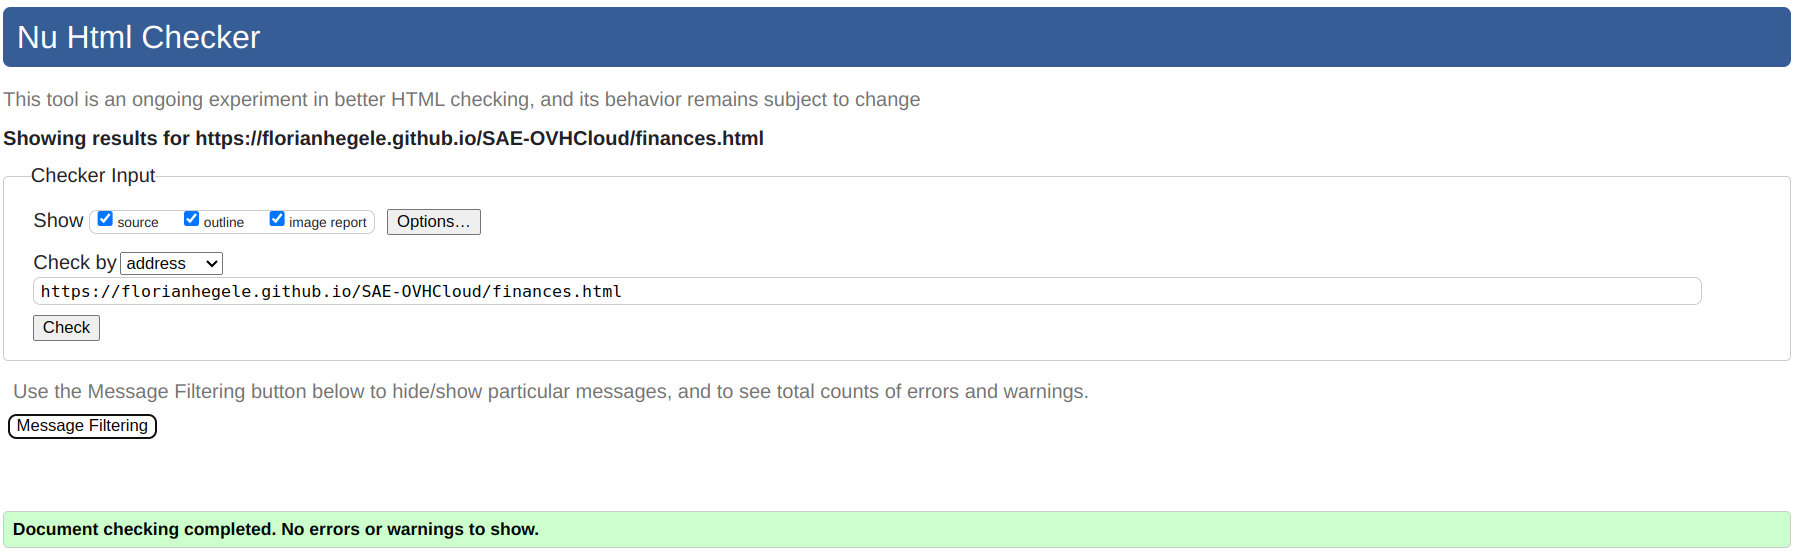 Nu Html Checker
This tool is an ongoing experiment in better HTML checking, and its behavior remains subject to change
Showing results for https://florianhegele.github.io/SAE-OVHCloud/finances.html
Checker Input
Show source outline image report Options…
Check by address
https://florianhegele.github.io/SAE-OVHCloud/finances.html
Check
Use the Message Filtering button below to hide/show particular messages, and to see total counts of errors and warnings.
Message Filtering
Document checking completed. No errors or warnings to show.